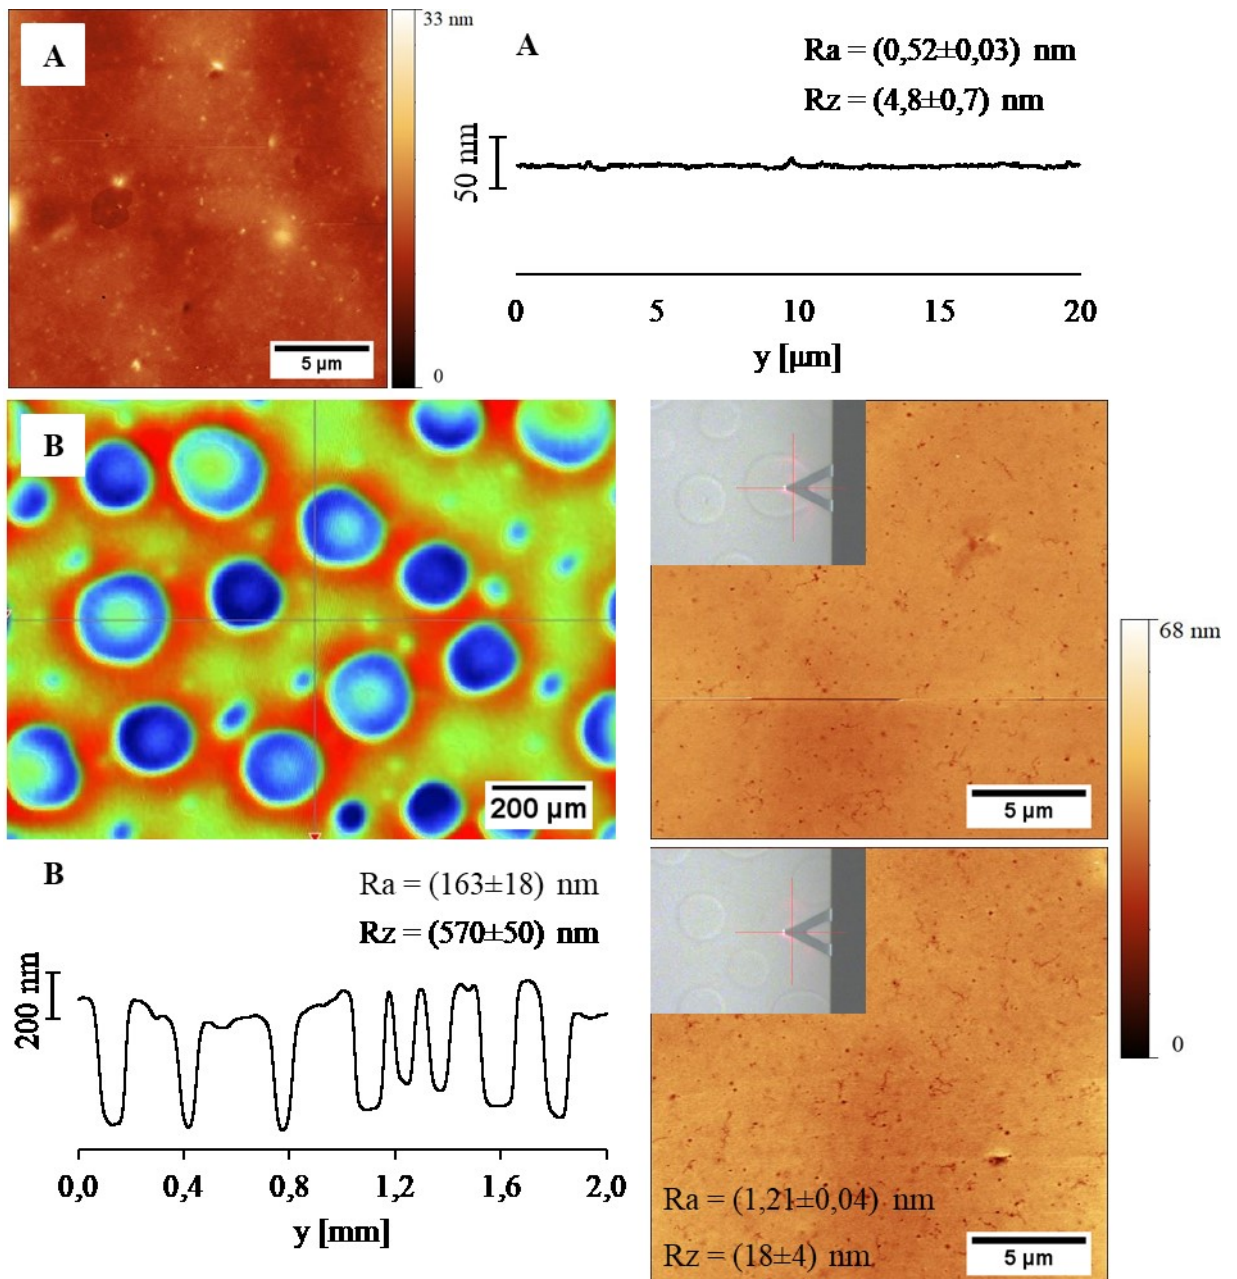 A
33 nm
0
5 µm
A
Ra = (0,52±0,03) nm
Rz = (4,8±0,7) nm
50 nm
0 5 10 15 20
y [µm]
B
200 µm
5 µm
68 nm
0
B
Ra = (163±18) nm
Rz = (570±50) nm
200 nm
0,0 0,4 0,8 1,2 1,6 2,0
y [mm]
Ra = (1,21±0,04) nm
Rz = (18±4) nm
5 µm